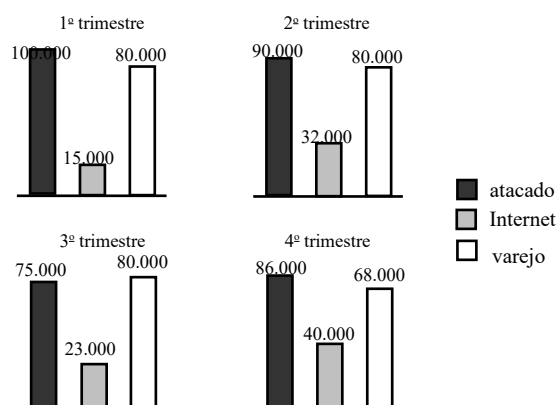 1º trimestre
100.000
15.000
80.000
2º trimestre
90.000
32.000
80.000
atacado
Internet
varejo
3º trimestre
75.000
23.000
80.000
4º trimestre
86.000
40.000
68.000